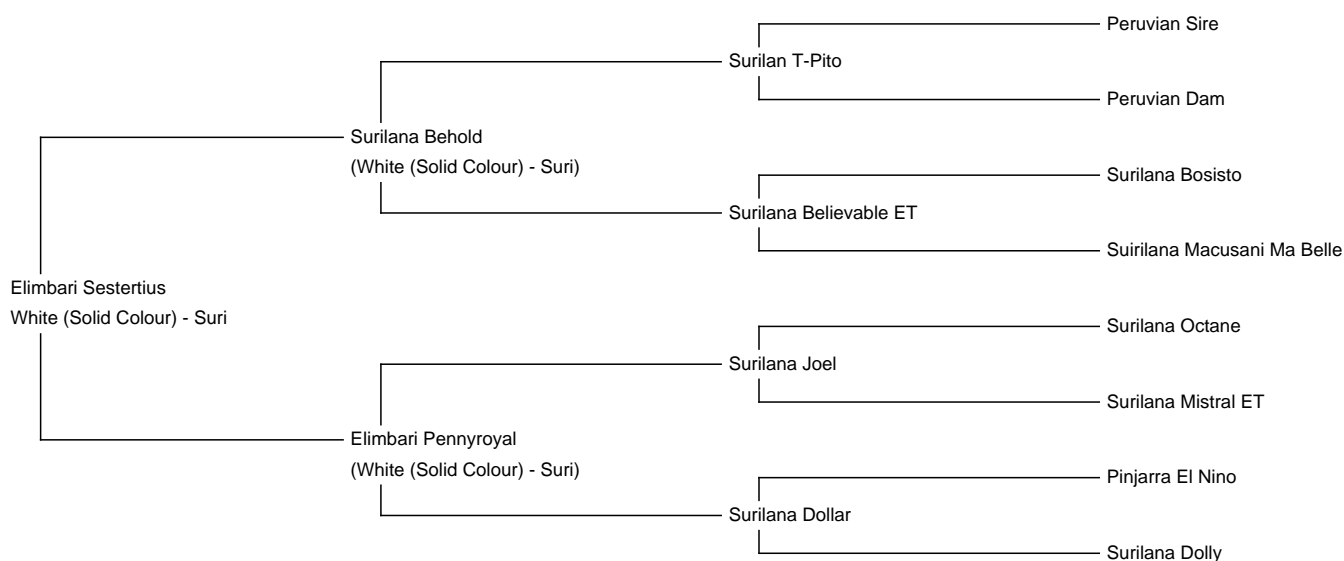 Peruvian Sire
Surilan T-Pito
Peruvian Dam
Surilana Behold
(White (Solid Colour) - Suri)
Surilana Bosisto
Surilana Believable ET
Suirilana Macusani Ma Belle
Elimbari Sestertius
White (Solid Colour) - Suri
Surilana Octane
Surilana Joel
Surilana Mistral ET
Elimbari Pennyroyal
(White (Solid Colour) - Suri)
Pinjarra El Nino
Surilana Dollar
Surilana Dolly